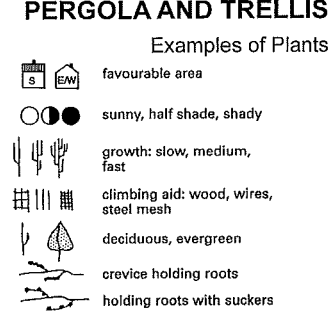 PERGOLA AND TRELLIS
Examples of Plants
S E/W favourable area
sunny, half shade, shady
growth: slow, medium,
fast
climbing aid: wood, wires,
steel mesh
deciduous, evergreen
crevice holding roots
holding roots with suckers